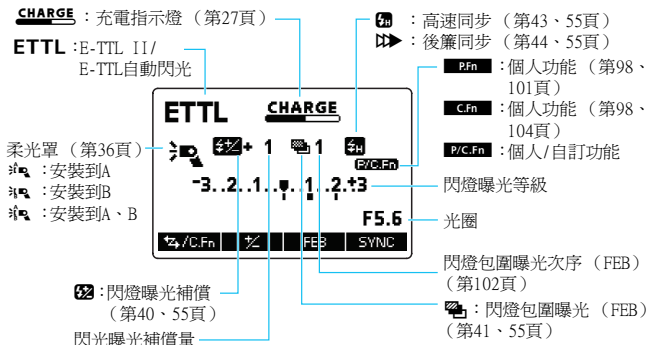 CHARGE：充電指示燈（第27頁）
ETTL：E-TTL II/
E-TTL自動閃光
：高速同步（第43、55頁）
：後簾同步（第44、55頁）
P.Fn：個人功能（第98、
101頁）
C.Fn：個人功能（第98、
104頁）
P/C.Fn：個人/自訂功能
柔光罩（第36頁）
：安裝到A
：安裝到B
：安裝到A、B
ETTL CHARGE
+ 1 1 H
P/C.Fn
-3..2..1.. ..1..2.+3
F5.6
/C.Fn +/- FEB SYNC
閃燈曝光等級
光圈
閃燈包圍曝光次序（FEB）
（第102頁）
：閃燈包圍曝光（FEB）
（第41、55頁）
：閃燈曝光補償
（第40、55頁）
閃光曝光補償量